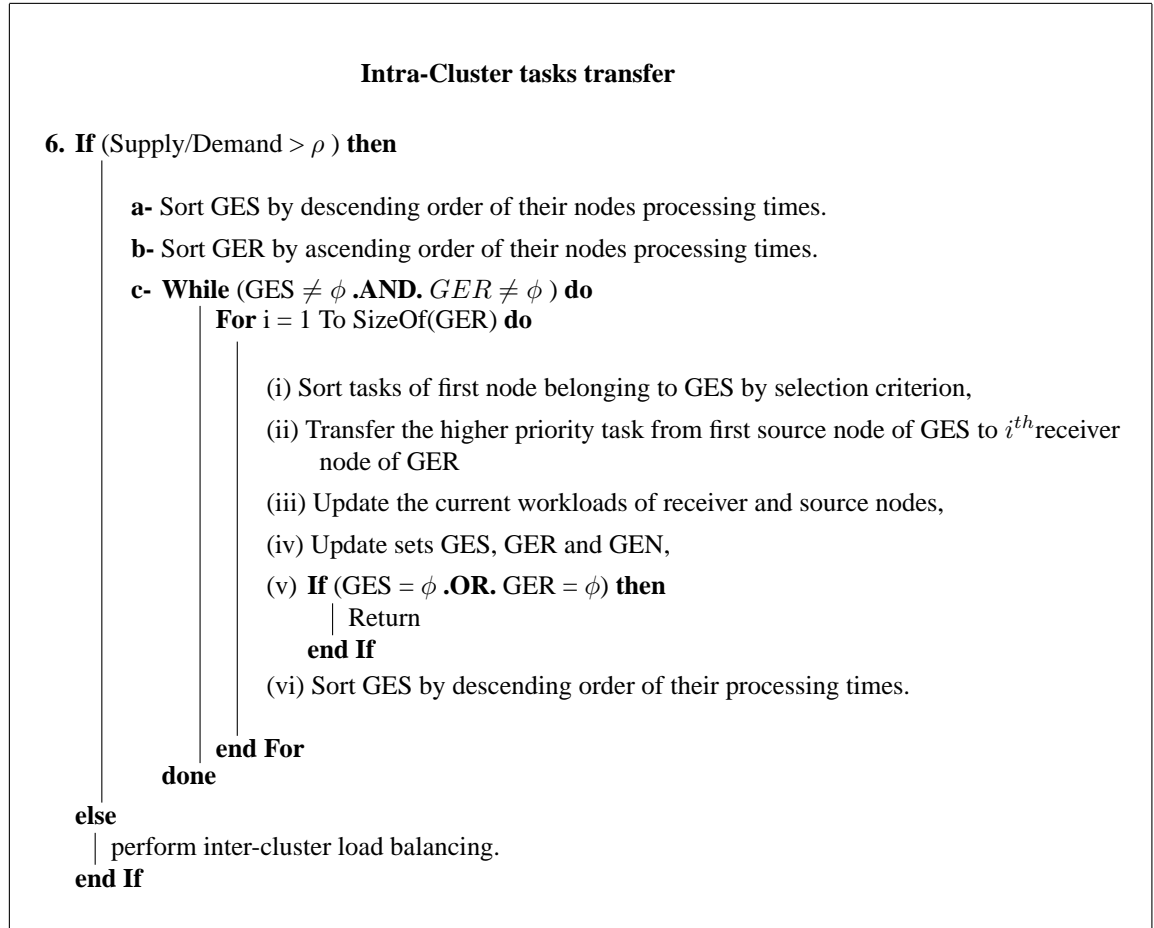 Intra-Cluster tasks transfer
6. If (Supply/Demand > ρ ) then
a- Sort GES by descending order of their nodes processing times.
b- Sort GER by ascending order of their nodes processing times.
c- While (GES ≠ ϕ .AND. GER ≠ ϕ ) do
For i = 1 To SizeOf(GER) do
(i) Sort tasks of first node belonging to GES by selection criterion,
(ii) Transfer the higher priority task from first source node of GES to i^th receiver
node of GER
(iii) Update the current workloads of receiver and source nodes,
(iv) Update sets GES, GER and GEN,
(v) If (GES = ϕ .OR. GER = ϕ) then
Return
end If
(vi) Sort GES by descending order of their processing times.
end For
done
else
perform inter-cluster load balancing.
end If